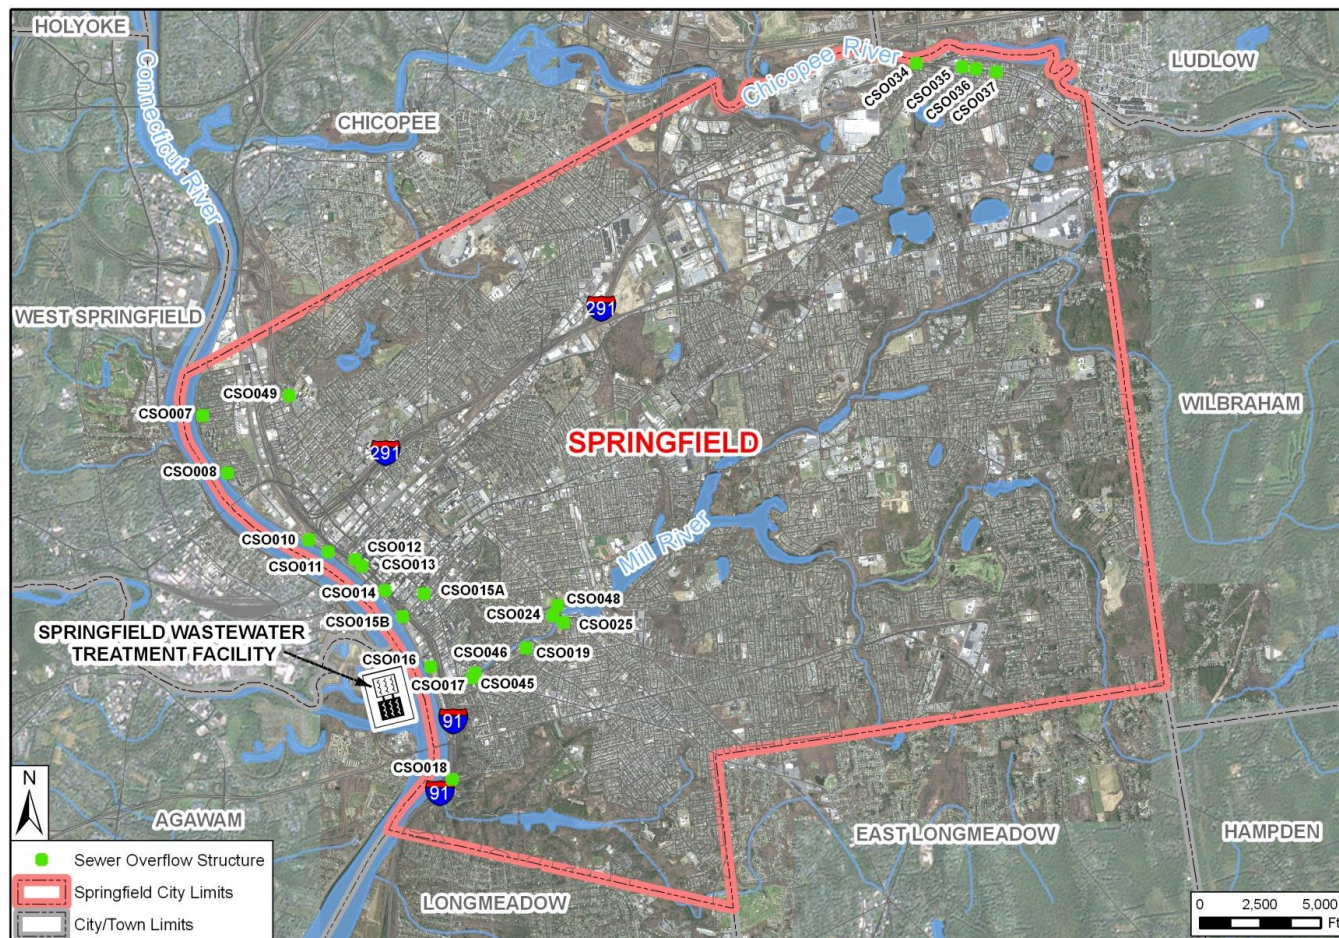 HOLYOKE
Connecticut River
CHICOPEE
Chicopee River
CSO034
CSO035
CSO036
CSO037
LUDLOW
WEST SPRINGFIELD
291
CSO049
CSO007
WILBRAHAM
SPRINGFIELD
291
CSO008
Mill River
CSO010
CSO011
CSO012
CSO013
CSO014
CSO015A
CSO015B
CSO048
CSO024
CSO025
SPRINGFIELD WASTEWATER
TREATMENT FACILITY
CSO046
CSO019
CSO016
CSO017
CSO045
91
CSO018
91
N
AGAWAM
EAST LONGMEADOW
HAMPDEN
LONGMEADOW
Sewer Overflow Structure
Springfield City Limits
City/Town Limits
0 2,500 5,000
Ft